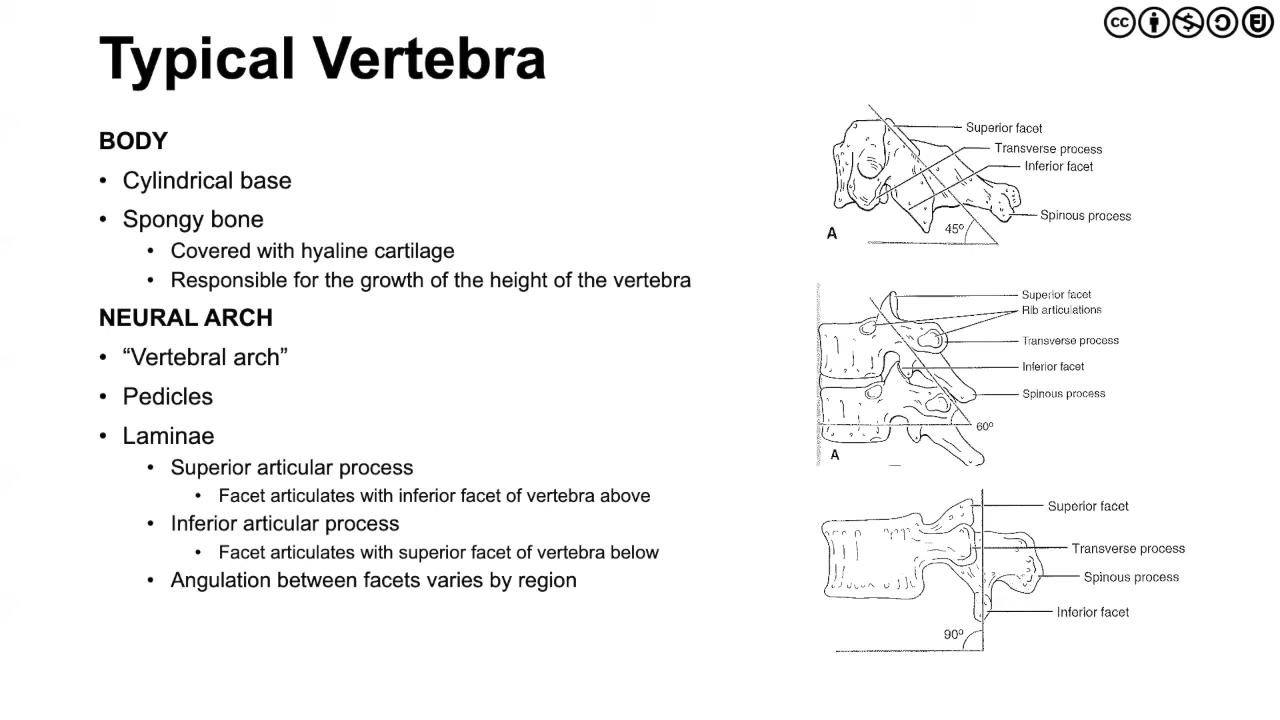 Typical Vertebra
BODY
• Cylindrical base
• Spongy bone
• Covered with hyaline cartilage
• Responsible for the growth of the height of the vertebra
NEURAL ARCH
• “Vertebral arch”
• Pedicles
• Laminae
• Superior articular process
• Facet articulates with inferior facet of vertebra above
• Inferior articular process
• Facet articulates with superior facet of vertebra below
• Angulation between facets varies by region
cc
Superior facet
Transverse process
Inferior facet
Spinous process
45º
A
Superior facet
Rib articulations
Transverse process
Inferior facet
Spinous process
60º
A
Superior facet
Transverse process
Spinous process
Inferior facet
90º